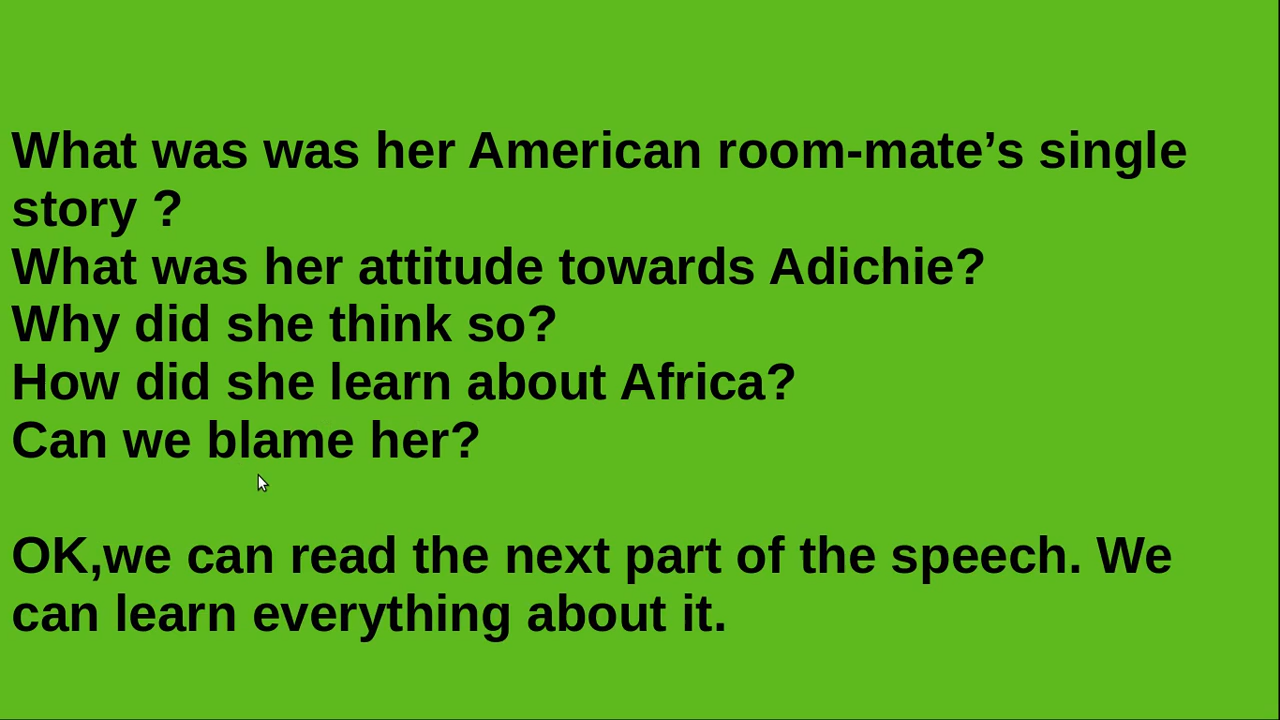 What was was her American room-mate’s single
story ?
What was her attitude towards Adichie?
Why did she think so?
How did she learn about Africa?
Can we blame her?
OK,we can read the next part of the speech. We
can learn everything about it.